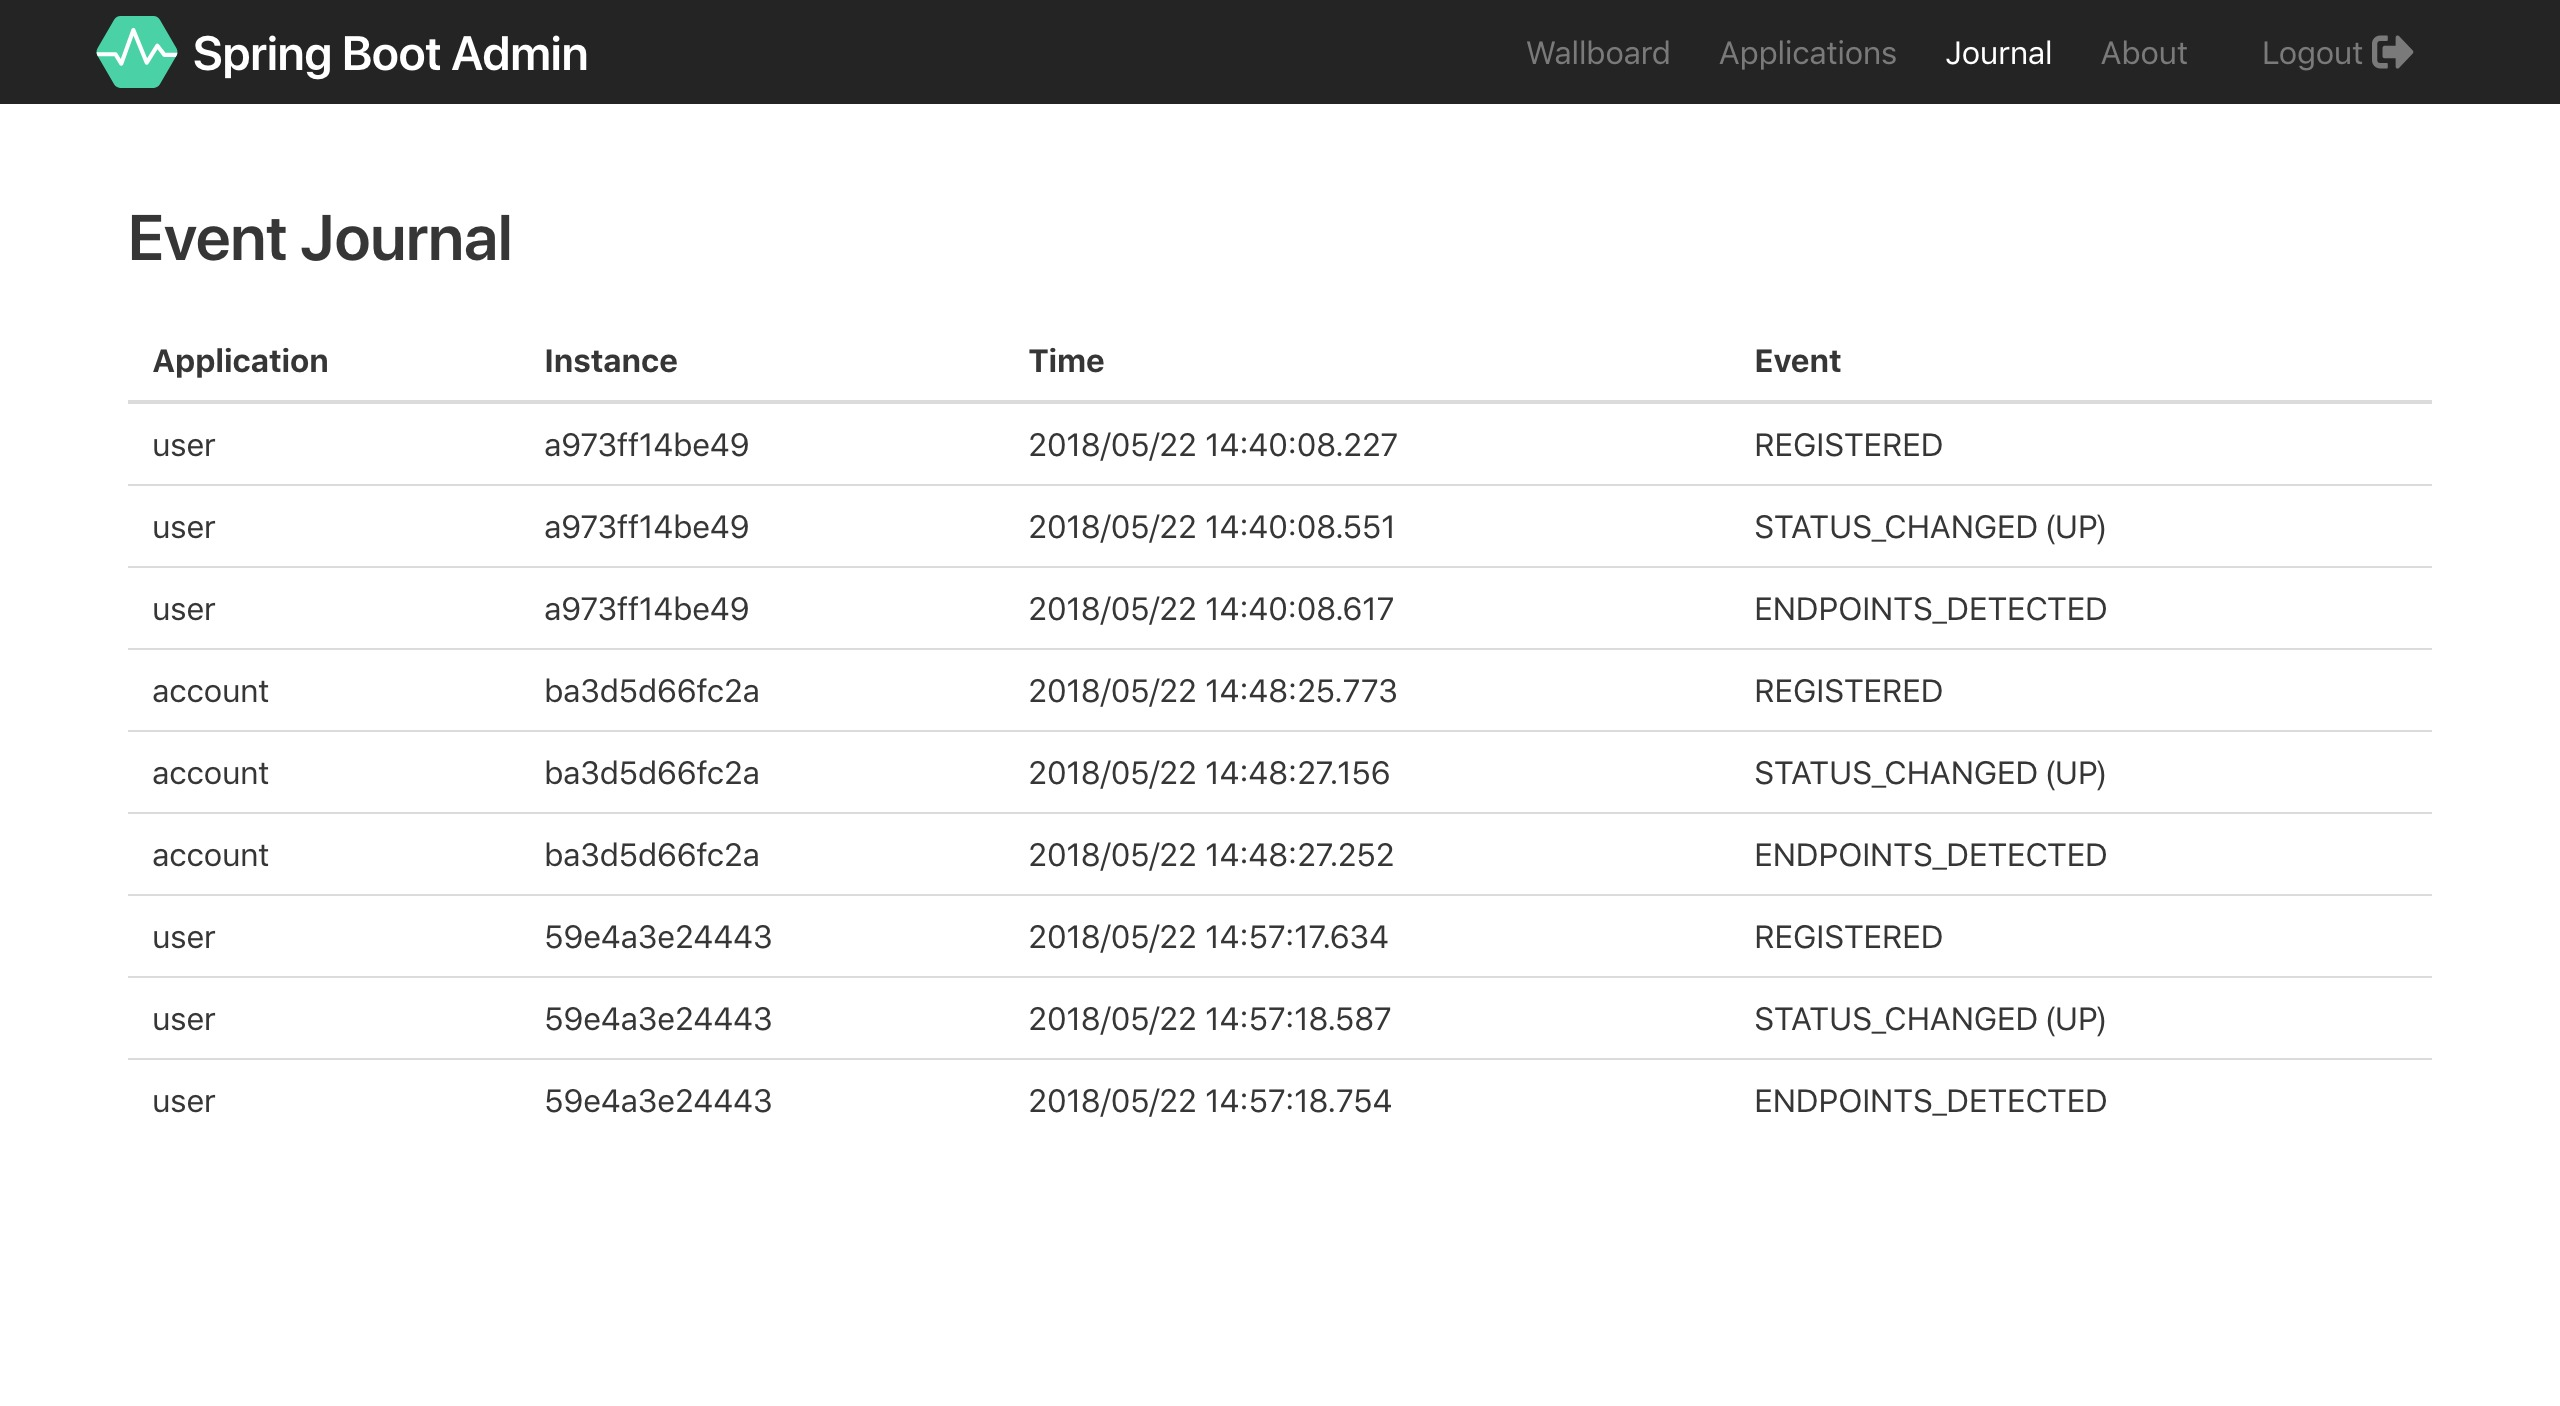 Spring Boot Admin Wallboard Applications Journal About Logout
Event Journal
Application Instance Time Event
user a973ff14be49 2018/05/22 14:40:08.227 REGISTERED
user a973ff14be49 2018/05/22 14:40:08.551 STATUS_CHANGED (UP)
user a973ff14be49 2018/05/22 14:40:08.617 ENDPOINTS_DETECTED
account ba3d5d66fc2a 2018/05/22 14:48:25.773 REGISTERED
account ba3d5d66fc2a 2018/05/22 14:48:27.156 STATUS_CHANGED (UP)
account ba3d5d66fc2a 2018/05/22 14:48:27.252 ENDPOINTS_DETECTED
user 59e4a3e24443 2018/05/22 14:57:17.634 REGISTERED
user 59e4a3e24443 2018/05/22 14:57:18.587 STATUS_CHANGED (UP)
user 59e4a3e24443 2018/05/22 14:57:18.754 ENDPOINTS_DETECTED